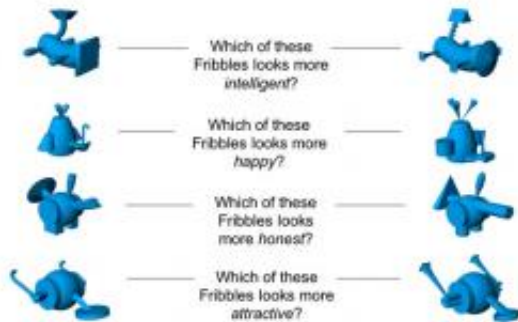 Which of these
Fribbles looks more
intelligent?
Which of these
Fribbles looks more
happy?
Which of these
Fribbles looks
more honest?
Which of these
Fribbles looks more
attractive?